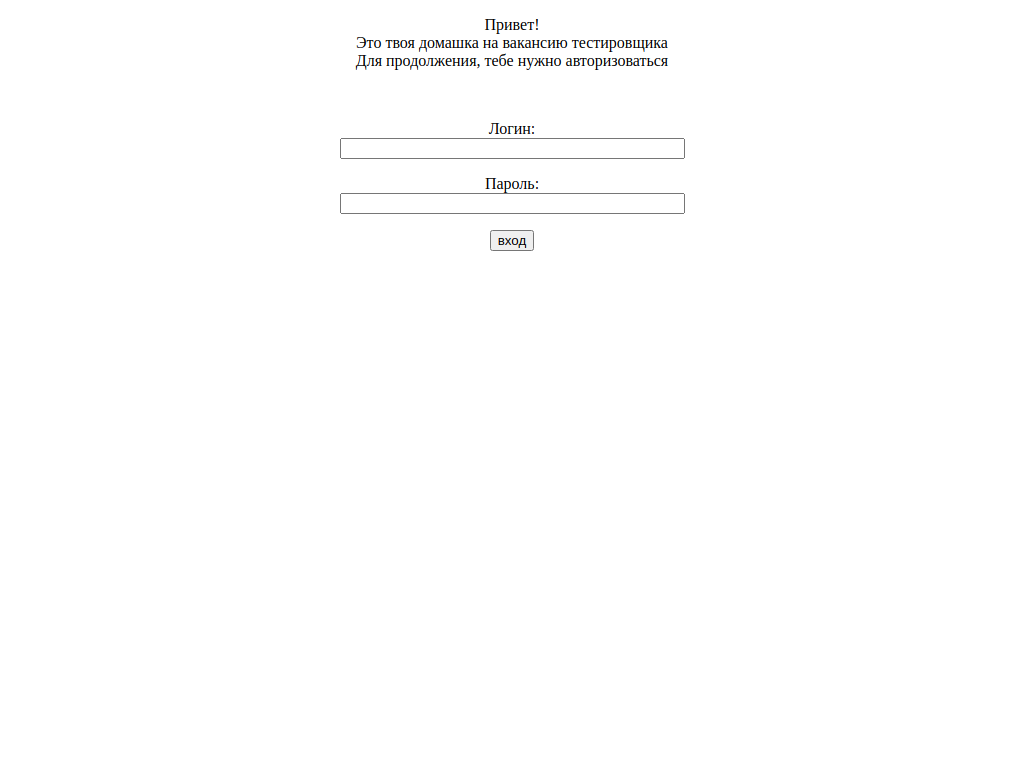 Привет!
Это твоя домашка на вакансию тестировщика
Для продолжения, тебе нужно авторизоваться
Логин:
Пароль:
вход